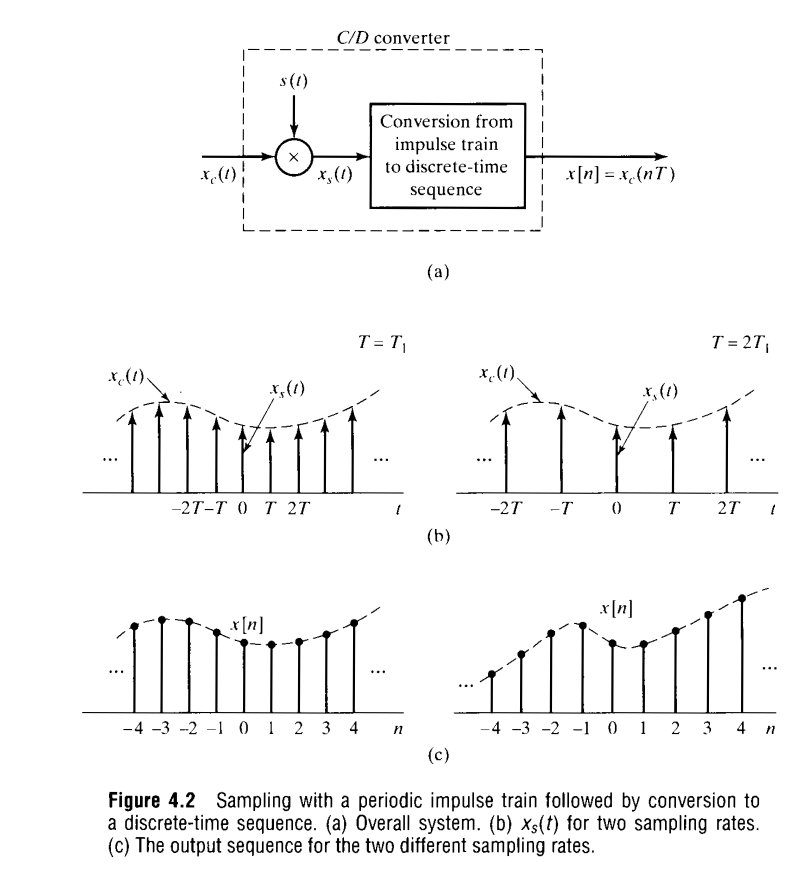 C/D converter
s(t)
×
x_c(t)
x_s(t)
Conversion from
impulse train
to discrete-time
sequence
x[n] = x_c(nT)
(a)
T = T_1
x_c(t)
x_s(t)
...
...
-2T -T 0 T 2T t
T = 2T_1
x_c(t)
x_s(t)
...
...
-2T -T 0 T 2T t
(b)
x[n]
...
...
-4 -3 -2 -1 0 1 2 3 4 n
x[n]
...
...
-4 -3 -2 -1 0 1 2 3 4 n
(c)
Figure 4.2 Sampling with a periodic impulse train followed by conversion to
a discrete-time sequence. (a) Overall system. (b) x_s(t) for two sampling rates.
(c) The output sequence for the two different sampling rates.